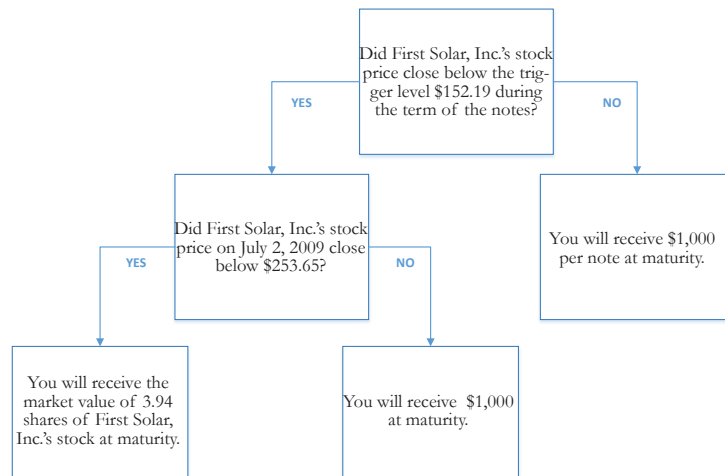 Did First Solar, Inc.'s stock
price close below the trig-
ger level $152.19 during
the term of the notes?
YES
NO
Did First Solar, Inc.'s stock
price on July 2, 2009 close
below $253.65?
You will receive $1,000
per note at maturity.
YES
NO
You will receive the
market value of 3.94
shares of First Solar,
Inc.'s stock at maturity.
You will receive $1,000
at maturity.